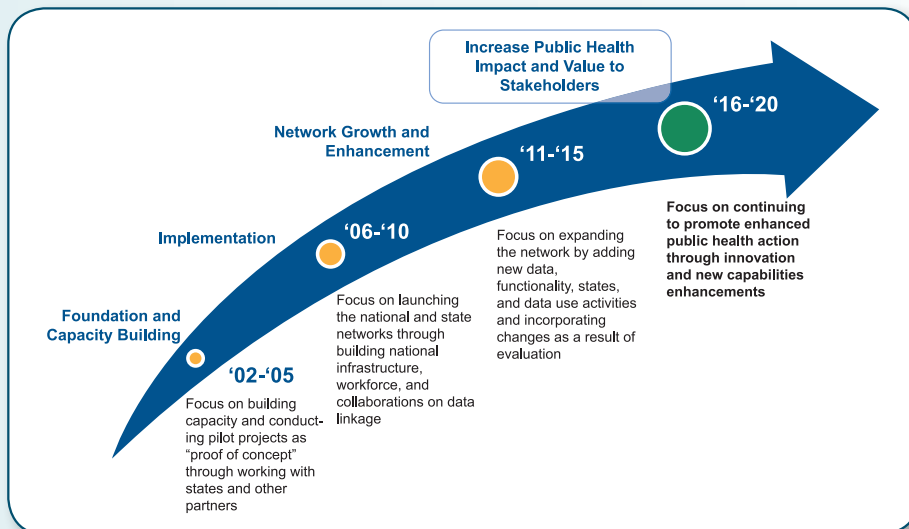 Increase Public Health
Impact and Value to
Stakeholders
‘16-‘20
Focus on continuing
to promote enhanced
public health action
through innovation
and new capabilities
enhancements
Network Growth and
Enhancement
‘11-‘15
Focus on expanding
the network by adding
new data,
functionality, states,
and data use activities
and incorporating
changes as a result of
evaluation
Implementation
‘06-‘10
Focus on launching
the national and state
networks through
building national
infrastructure,
workforce, and
collaborations on data
linkage
Foundation and
Capacity Building
‘02-‘05
Focus on building
capacity and conduct-
ing pilot projects as
“proof of concept”
through working with
states and other
partners